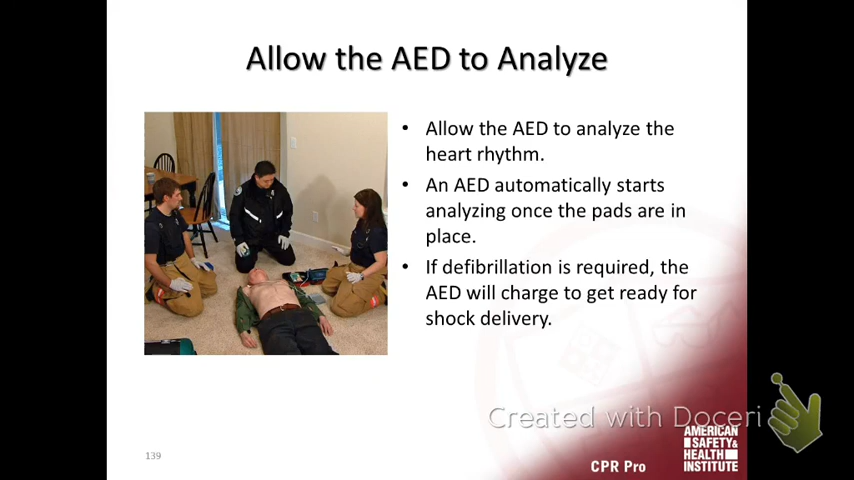 Allow the AED to Analyze
• Allow the AED to analyze the
heart rhythm.
• An AED automatically starts
analyzing once the pads are in
place.
• If defibrillation is required, the
AED will charge to get ready for
shock delivery.
Created with Doceri
AMERICAN
SAFETY&
HEALTH
INSTITUTE
CPR Pro
139